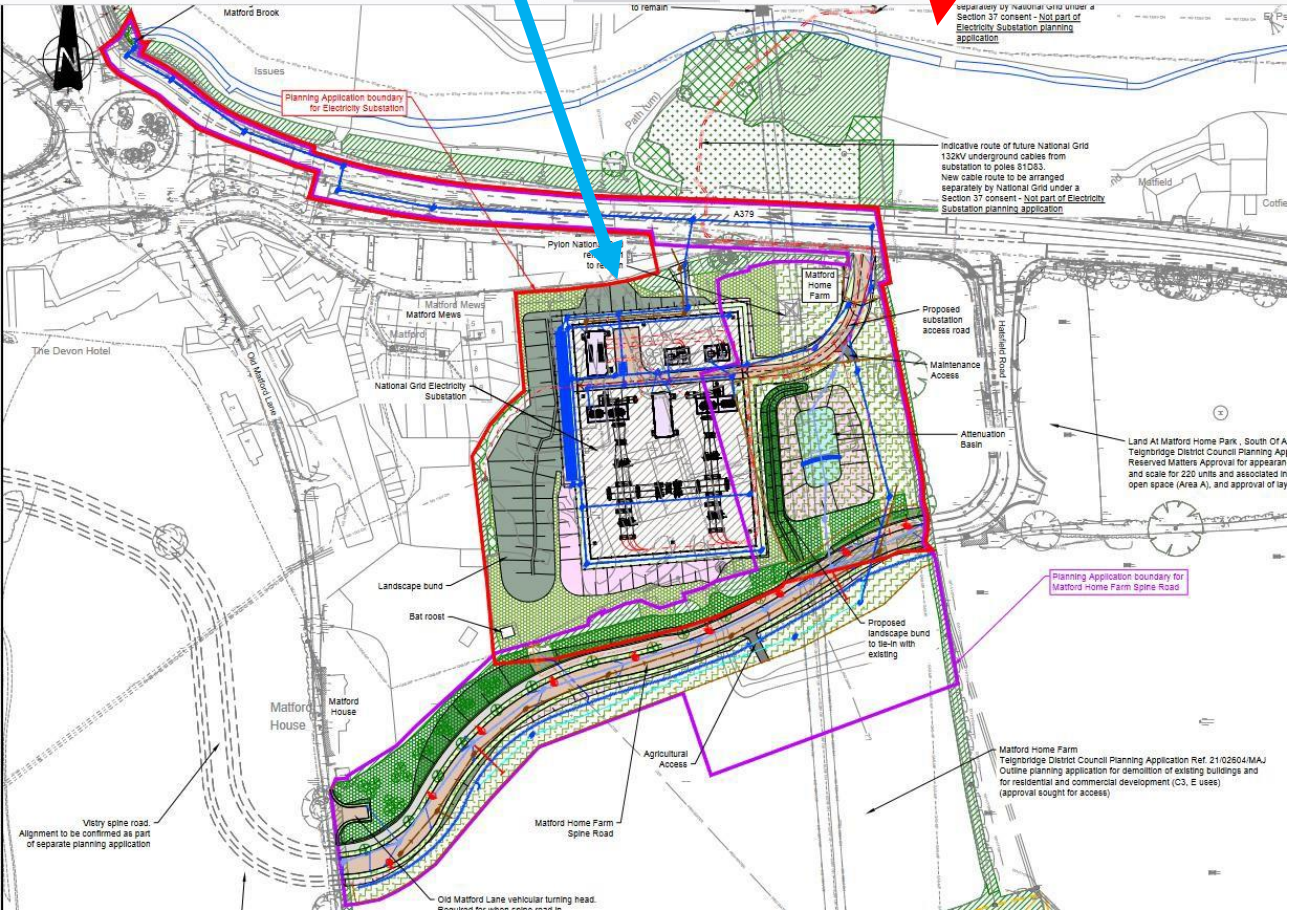 Matford Brook
to remain
separately by National Grid under a
Section 37 consent - Not part of
Electricity Substation planning
application
N
Issues
Planning Application boundary
for Electricity Substation
Path (um)
Indicative route of future National Grid
132kV underground cables from
substation to poles 81D83.
New cable route to be arranged
separately by National Grid under a
Section 37 consent - Not part of Electricity
Substation planning application
Matfield
A379
to
Matford
Home
Farm
Proposed
substation
access road
Matford Mews
Matford Mews
Matford
The Devon Hotel
Old Matford Lane
Hatsfield Road
Maintenance
Access
National Grid Electricity
Substation
Attenuation
Basin
Land At Matford Home Park , South Of A
Teignbridge District Council Planning Ap
Reserved Matters Approval for appearan
and scale for 220 units and associated in
open space (Area A), and approval of lay
Landscape bund
Planning Application boundary for
Matford Home Farm Spine Road
Bat roost
Proposed
landscape bund
to tie-in with
existing
Matford
House
Matford
House
Agricultural
Access
Matford Home Farm
Teignbridge District Council Planning Application Ref. 21/02604/MAJ
Outline planning application for demolition of existing buildings and
for residential and commercial development (C3, E uses)
(approval sought for access)
Vistry spine road.
Alignment to be confirmed as part
of separate planning application
Matford Home Farm
Spine Road
Old Matford Lane vehicular turning head.
Required for when spine road in